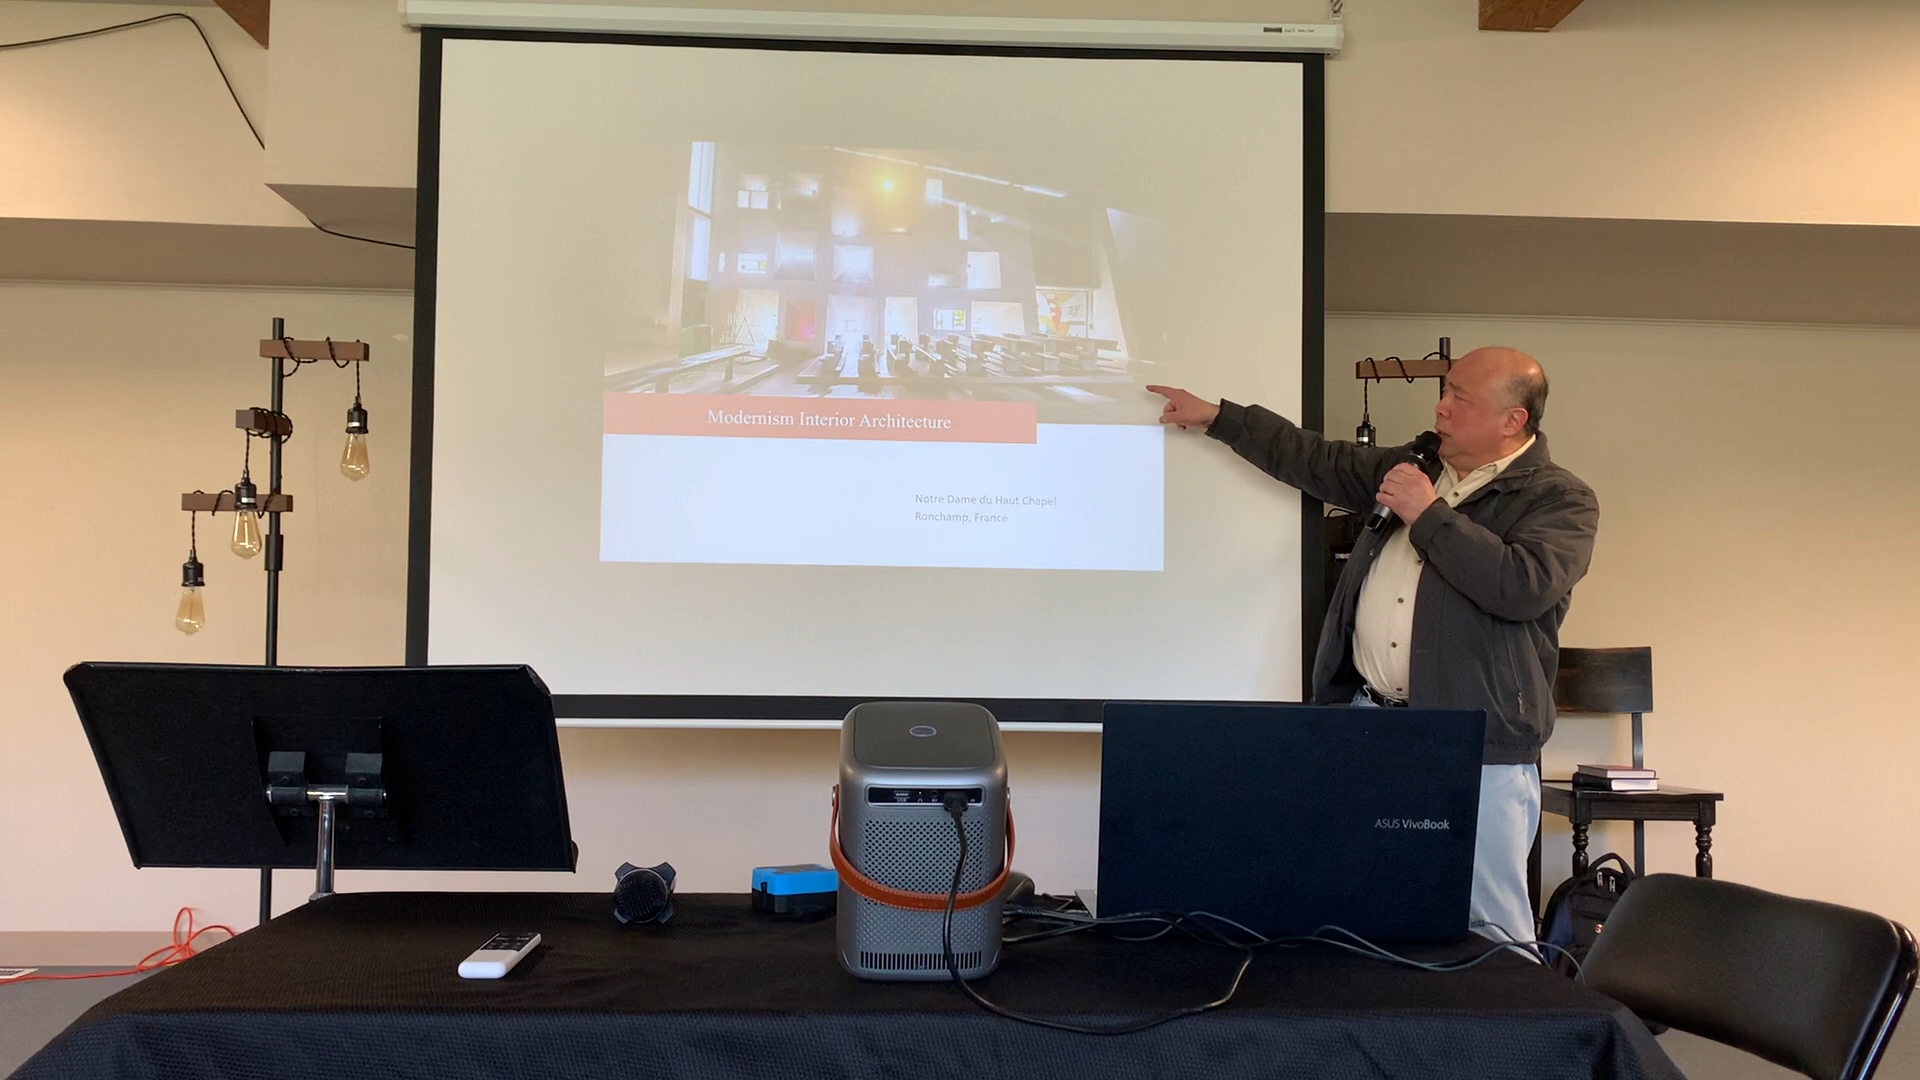 Modernism Interior Architecture
Notre Dame du Haut Chapel
Ronchamp, France
ASUS VivoBook